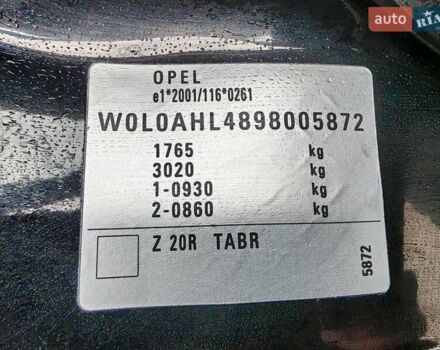 auto RIA
OPEL
e1*2001/116*0261
W0L0AHL4898005872
1765 kg
3020 kg
1-0930 kg
2-0860 kg
Z 20R TABR
5872